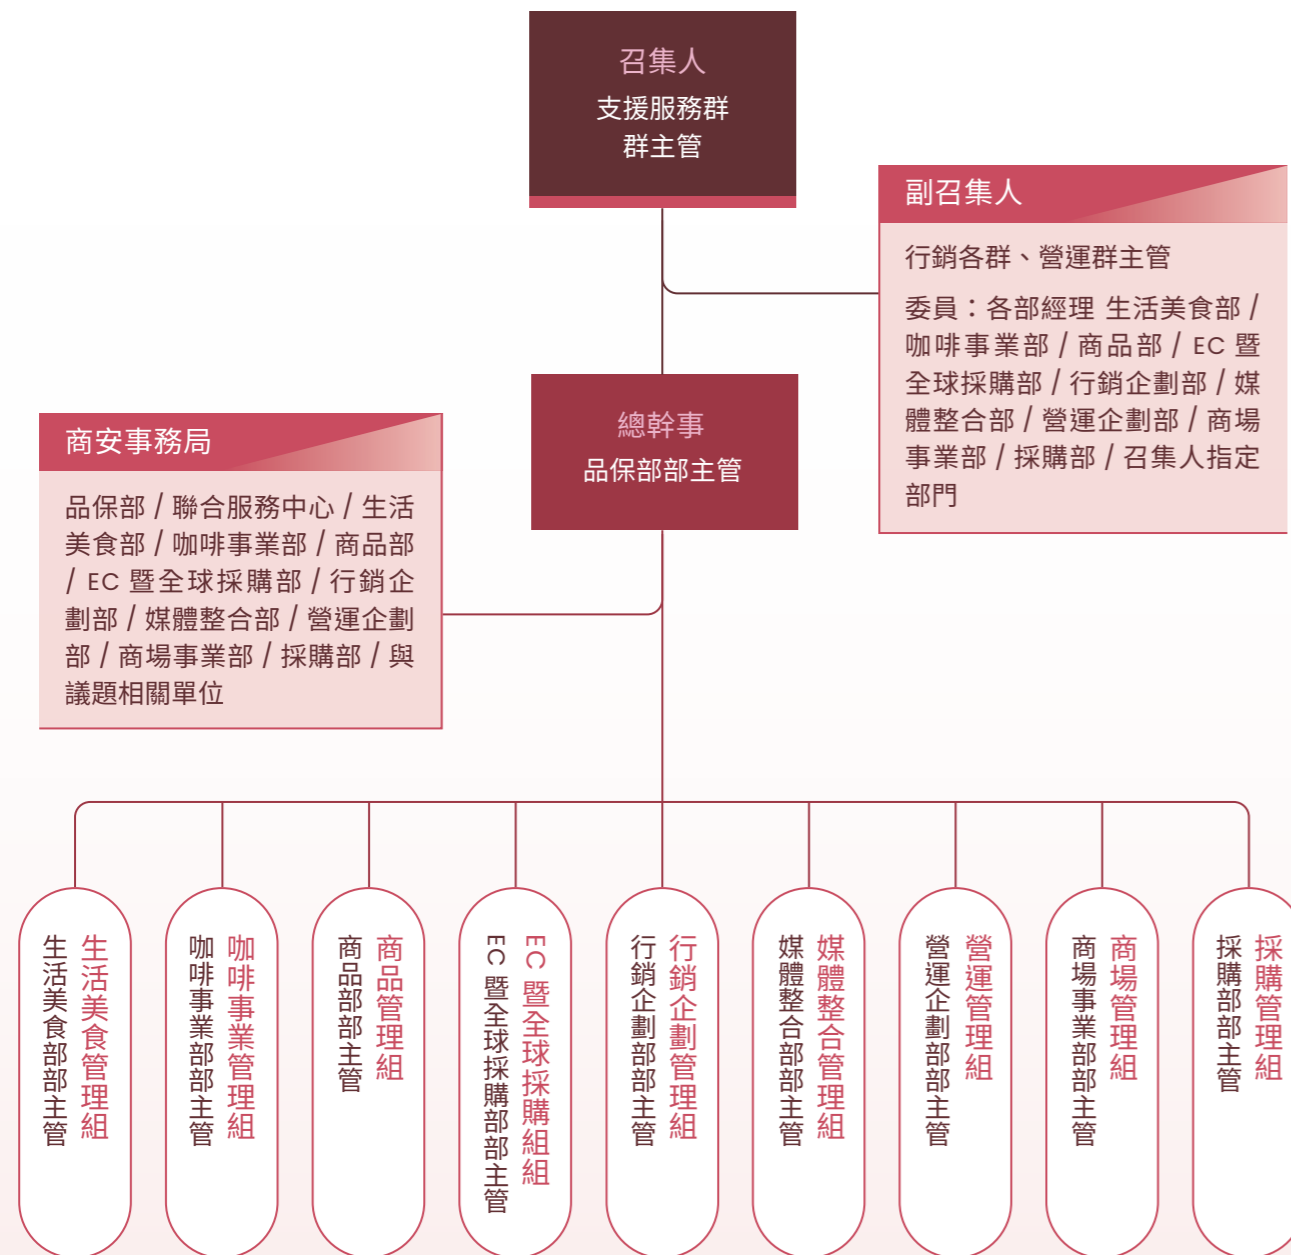 召集人
支援服務群
群主管
副召集人
行銷各群、營運群主管
委員：各部經理 生活美食部 /
咖啡事業部 / 商品部 / EC 暨
全球採購部 / 行銷企劃部 / 媒
體整合部 / 營運企劃部 / 商場
事業部 / 採購部 / 召集人指定
部門
總幹事
品保部部主管
商安事務局
品保部 / 聯合服務中心 / 生活
美食部 / 咖啡事業部 / 商品部
/ EC 暨全球採購部 / 行銷企
劃部 / 媒體整合部 / 營運企劃
部 / 商場事業部 / 採購部 / 與
議題相關單位
生活美食管理組
生活美食部部主管
咖啡事業管理組
咖啡事業部部主管
商品管理組
商品部部主管
EC 暨全球採購組組
EC 暨全球採購部部主管
行銷企劃管理組
行銷企劃部部主管
媒體整合管理組
媒體整合部部主管
營運管理組
營運企劃部部主管
商場管理組
商場事業部部主管
採購管理組
採購部部主管